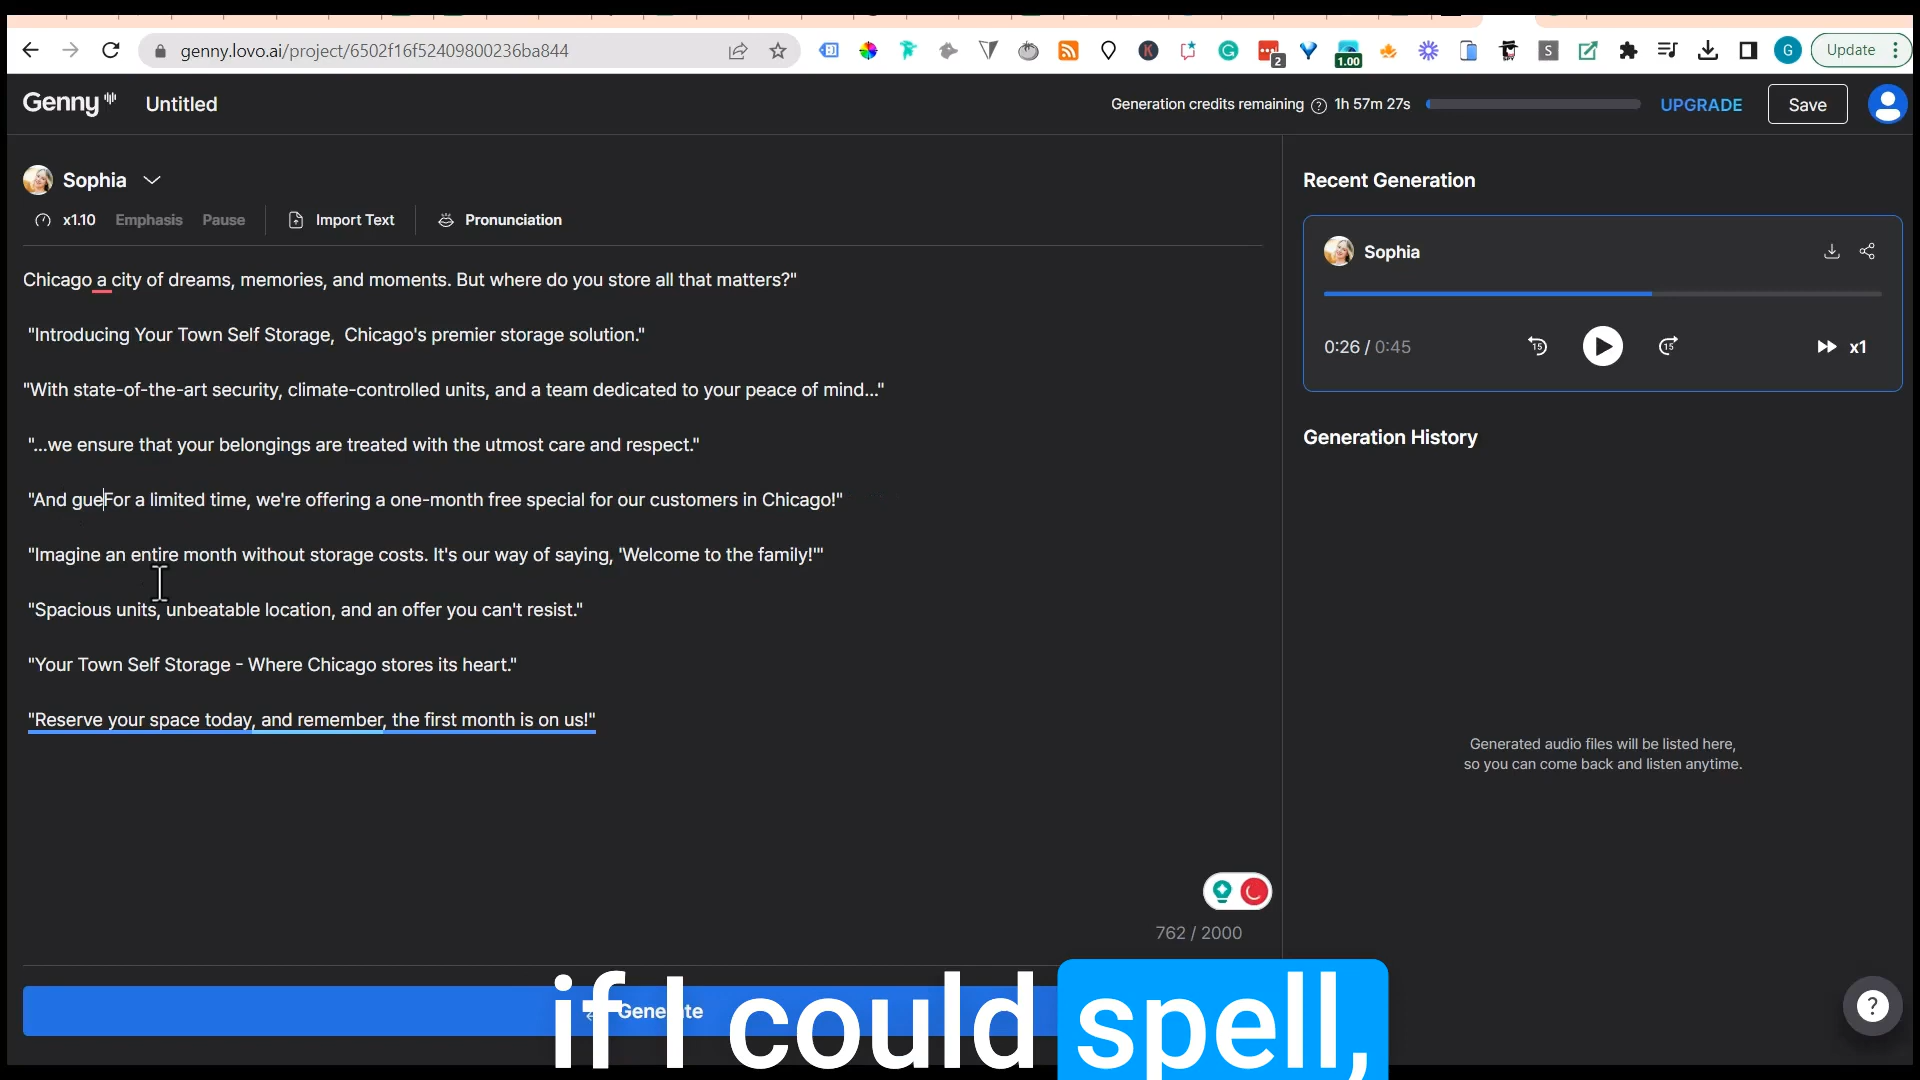 genny.lovo.ai/project/6502f16f52409800236ba844
2
1.00
K
S
G
Update
Genny
Untitled
Generation credits remaining ? 1h 57m 27s
UPGRADE
Save
Sophia
x1.10 Emphasis Pause Import Text Pronunciation
Chicago a city of dreams, memories, and moments. But where do you store all that matters?"
"Introducing Your Town Self Storage,  Chicago's premier storage solution."
"With state-of-the-art security, climate-controlled units, and a team dedicated to your peace of mind..."
"...we ensure that your belongings are treated with the utmost care and respect."
"And gueFor a limited time, we're offering a one-month free special for our customers in Chicago!"
"Imagine an entire month without storage costs. It's our way of saying, 'Welcome to the family!'"
"Spacious units, unbeatable location, and an offer you can't resist."
"Your Town Self Storage - Where Chicago stores its heart."
"Reserve your space today, and remember, the first month is on us!"
762 / 2000
Generate
Recent Generation
Sophia
0:26 / 0:45
15
15
x1
Generation History
Generated audio files will be listed here,
so you can come back and listen anytime.
?
if I could spell,